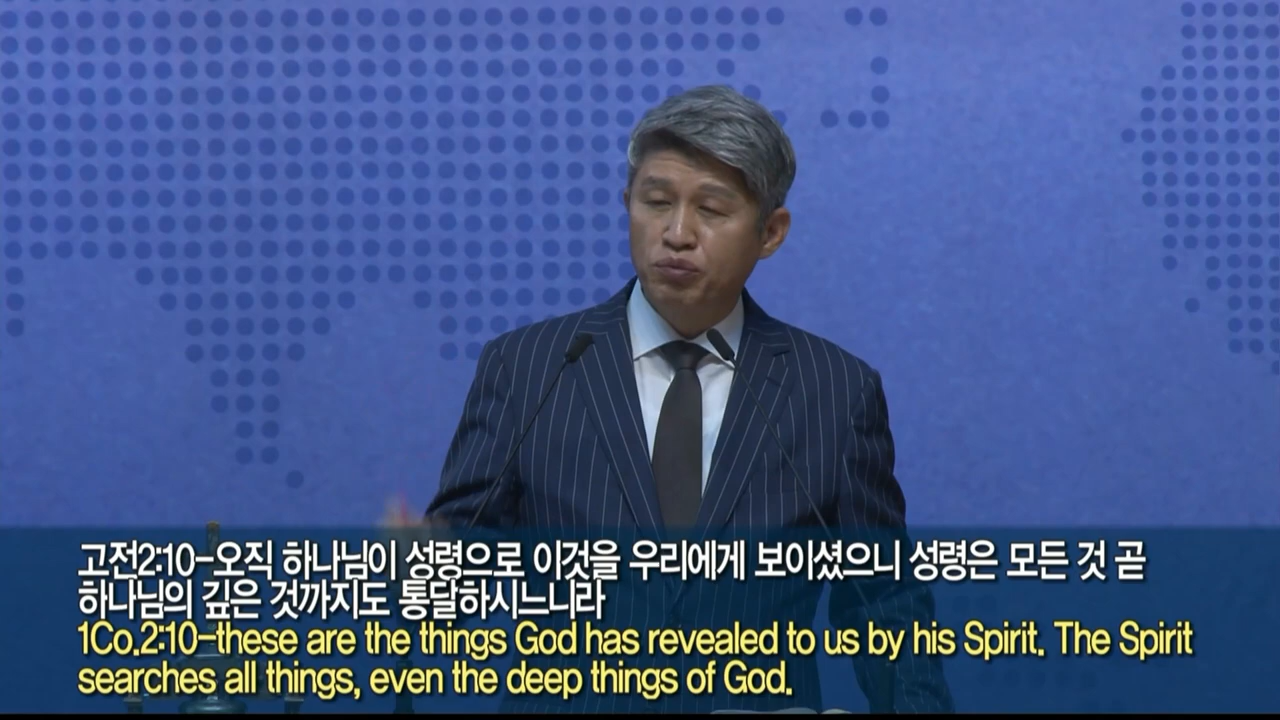 고전2:10-오직 하나님이 성령으로 이것을 우리에게 보이셨으니 성령은 모든 것 곧
하나님의 깊은 것까지도 통달하시느니라
1Co.2:10-these are the things God has revealed to us by his Spirit. The Spirit
searches all things, even the deep things of God.